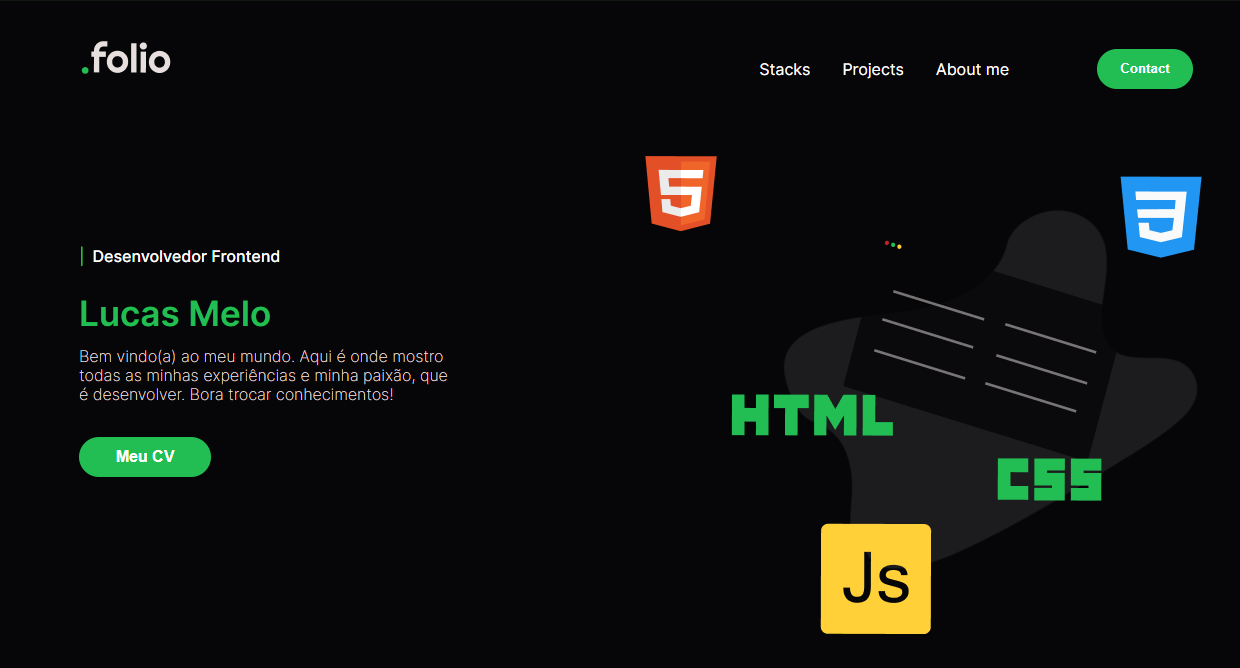 .folio
Stacks
Projects
About me
Contact
Desenvolvedor Frontend
Lucas Melo
Bem vindo(a) ao meu mundo. Aqui é onde mostro
todas as minhas experiências e minha paixão, que
é desenvolver. Bora trocar conhecimentos!
Meu CV
5
3
HTML
CSS
Js